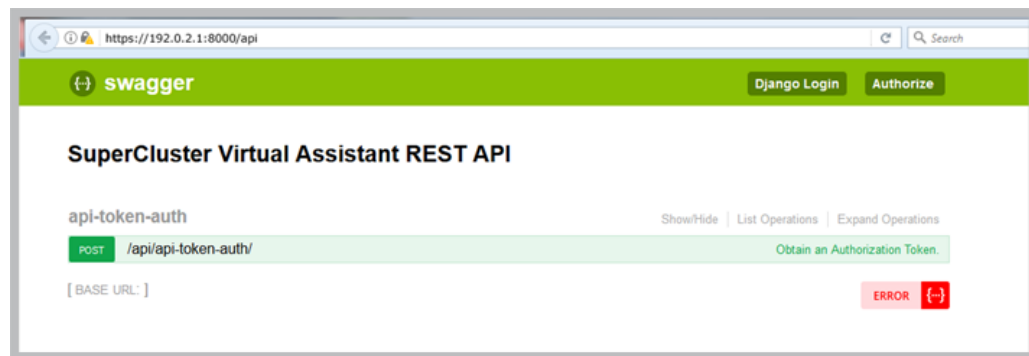 https://192.0.2.1:8000/api
Search
{...} swagger
Django Login
Authorize
SuperCluster Virtual Assistant REST API
api-token-auth
Show/Hide
List Operations
Expand Operations
POST
/api/api-token-auth/
Obtain an Authorization Token.
[ BASE URL: ]
ERROR {...}